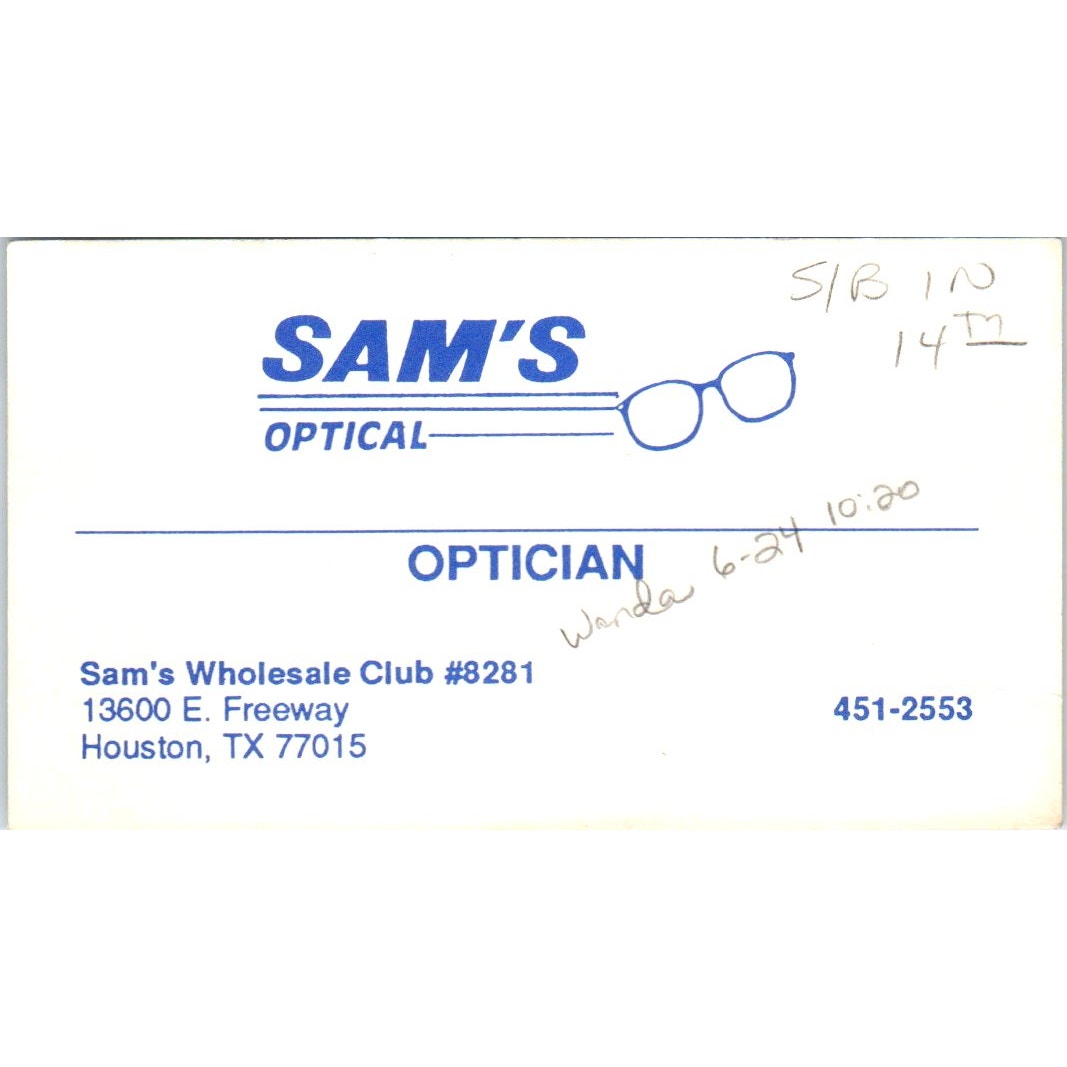 S/B IN
14TH
SAM'S
OPTICAL
OPTICIAN
Wanda 6-24 10:20
Sam's Wholesale Club #8281
13600 E. Freeway
Houston, TX 77015
451-2553